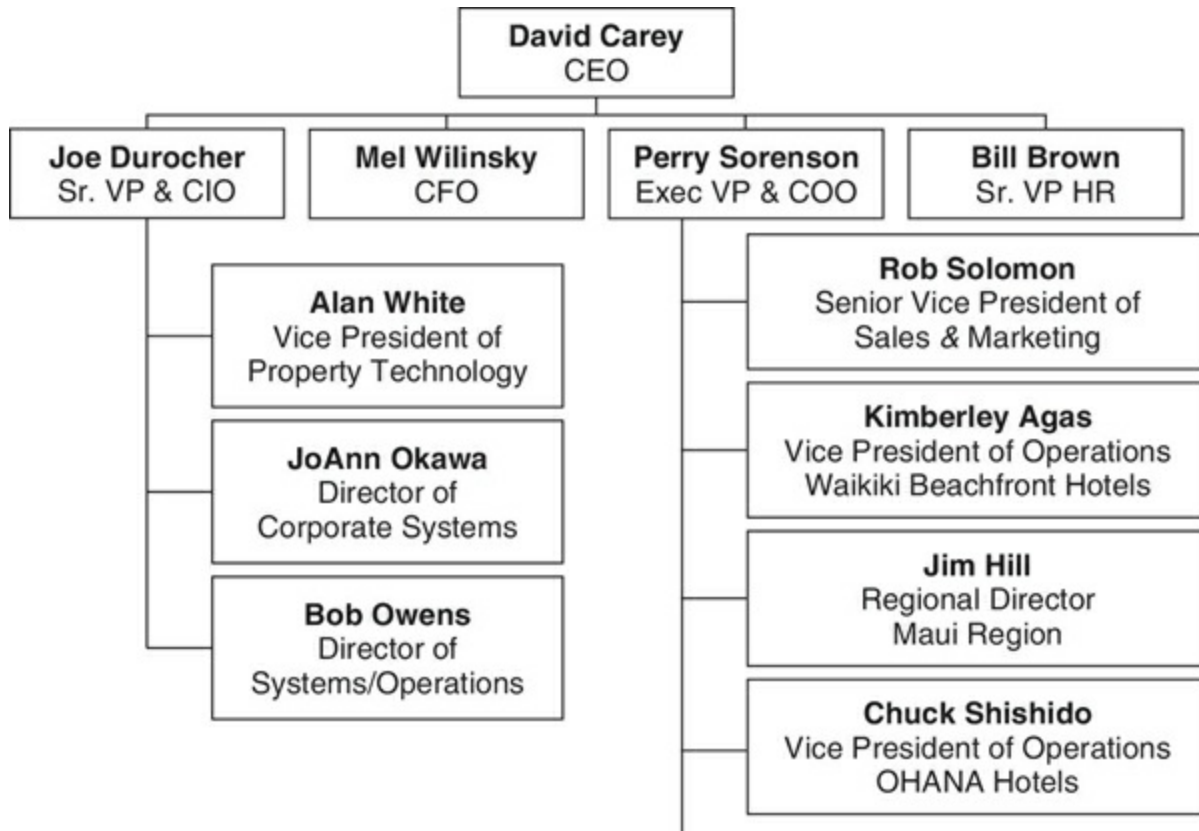 David Carey
CEO
Joe Durocher
Sr. VP & CIO
Mel Wilinsky
CFO
Perry Sorenson
Exec VP & COO
Bill Brown
Sr. VP HR
Alan White
Vice President of
Property Technology
JoAnn Okawa
Director of
Corporate Systems
Bob Owens
Director of
Systems/Operations
Rob Solomon
Senior Vice President of
Sales & Marketing
Kimberley Agas
Vice President of Operations
Waikiki Beachfront Hotels
Jim Hill
Regional Director
Maui Region
Chuck Shishido
Vice President of Operations
OHANA Hotels